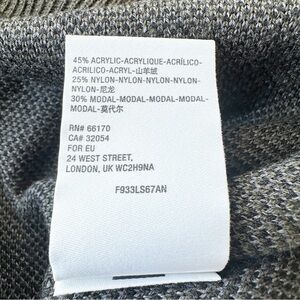 45% ACRYLIC-ACRYLIQUE-ACRÍLICO-
ACRILICO-ACRYL-山羊绒
25% NYLON-NYLON-NYLON-NYLON-
NYLON-尼龙
30% MODAL-MODAL-MODAL-MODAL-
MODAL-莫代尔
RN# 66170
CA# 32054
FOR EU
24 WEST STREET,
LONDON, UK WC2H9NA
F933LS67AN